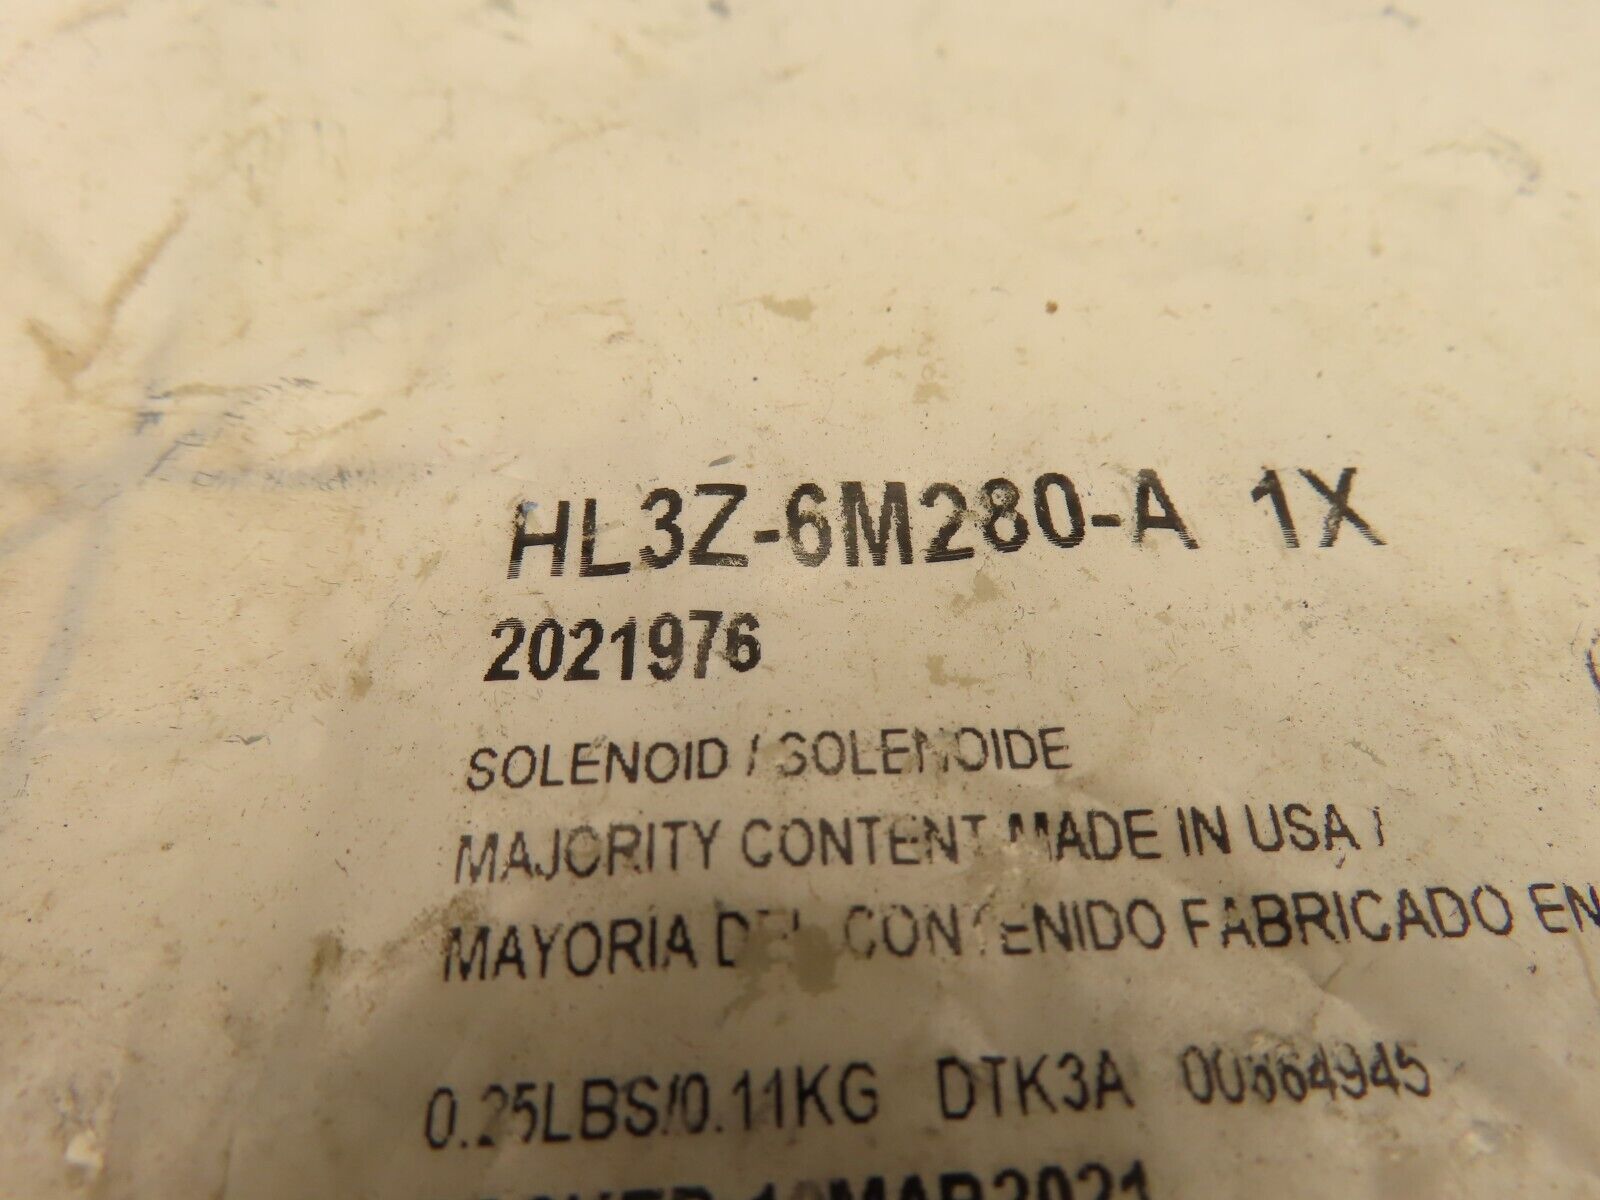 HL3Z-6M280-A 1X
2021976
SOLENOID / SOLENOIDE
MAJORITY CONTENT MADE IN USA /
MAYORIA DEL CONTENIDO FABRICADO EN
0.25LBS/0.11KG DTK3A